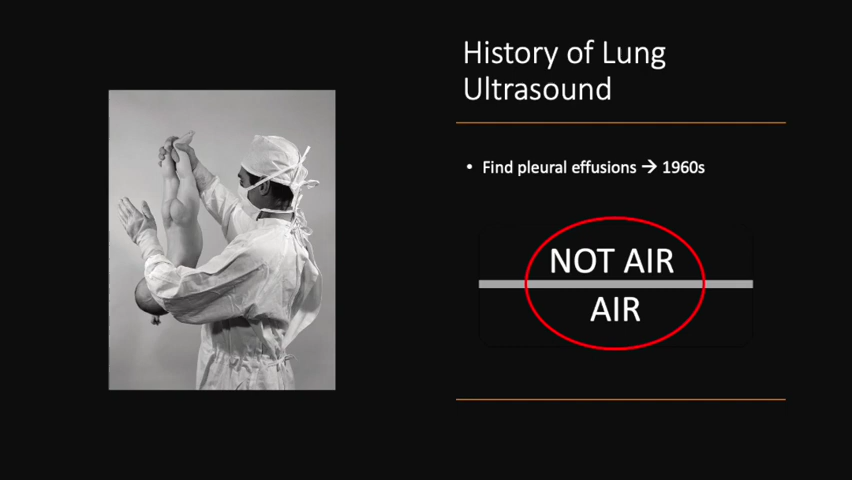 History of Lung
Ultrasound
• Find pleural effusions → 1960s
NOT AIR
AIR